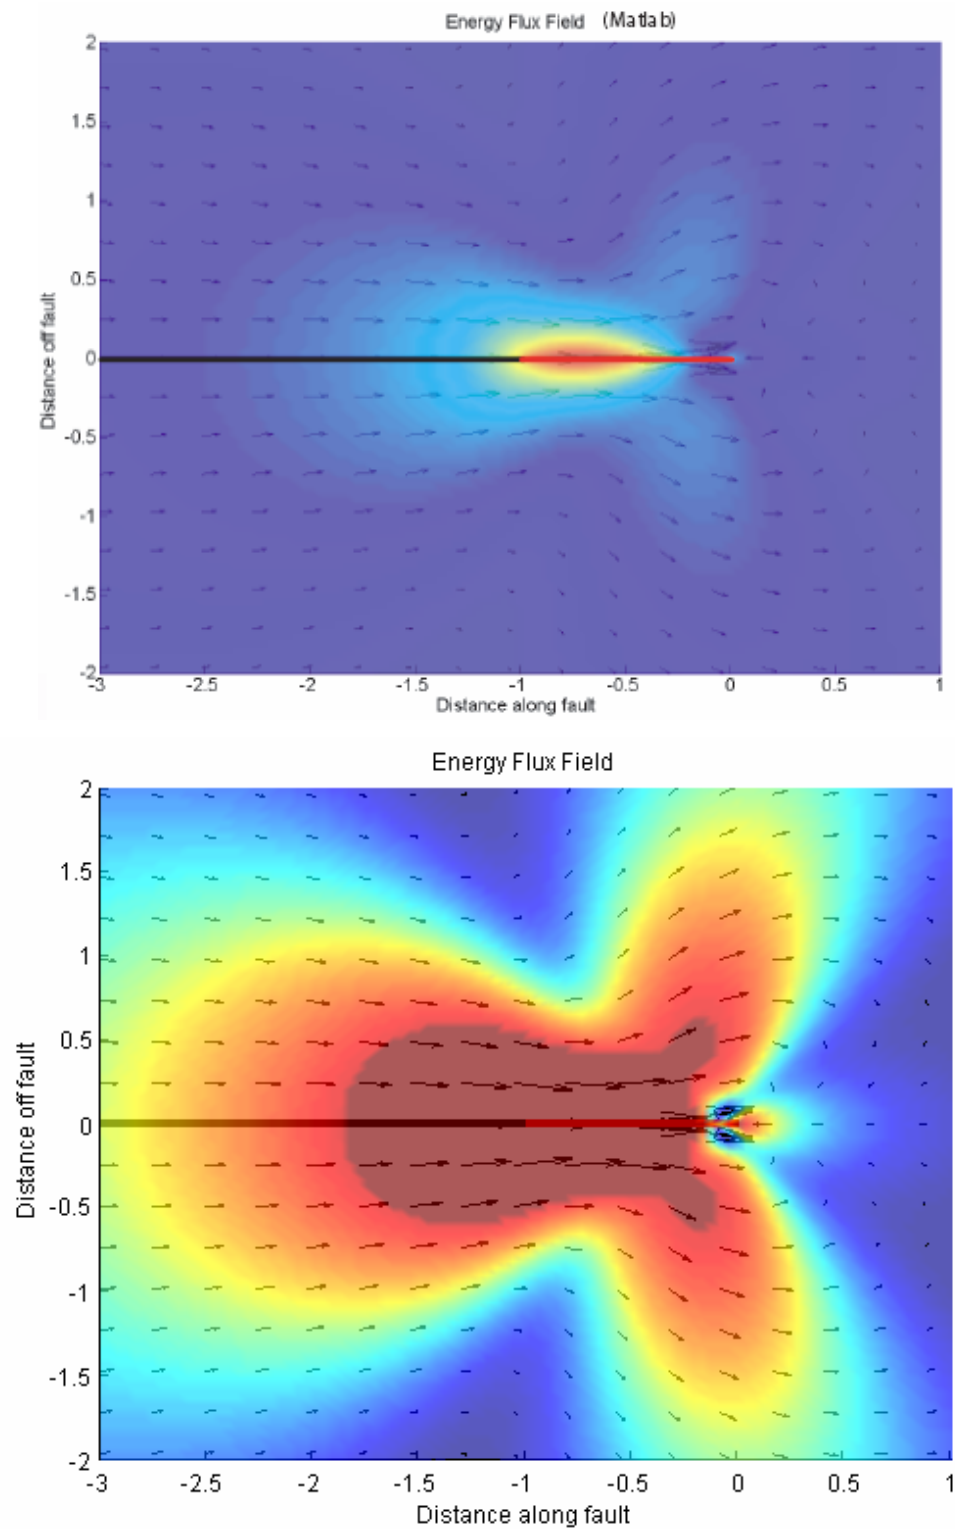 Energy Flux Field (Matlab)
2
1.5
1
0.5
0
-0.5
-1
-1.5
-2
Distance off fault
-3 -2.5 -2 -1.5 -1 -0.5 0 0.5 1
Distance along fault
Energy Flux Field
2
1.5
1
0.5
0
-0.5
-1
-1.5
-2
Distance off fault
-3 -2.5 -2 -1.5 -1 -0.5 0 0.5 1
Distance along fault